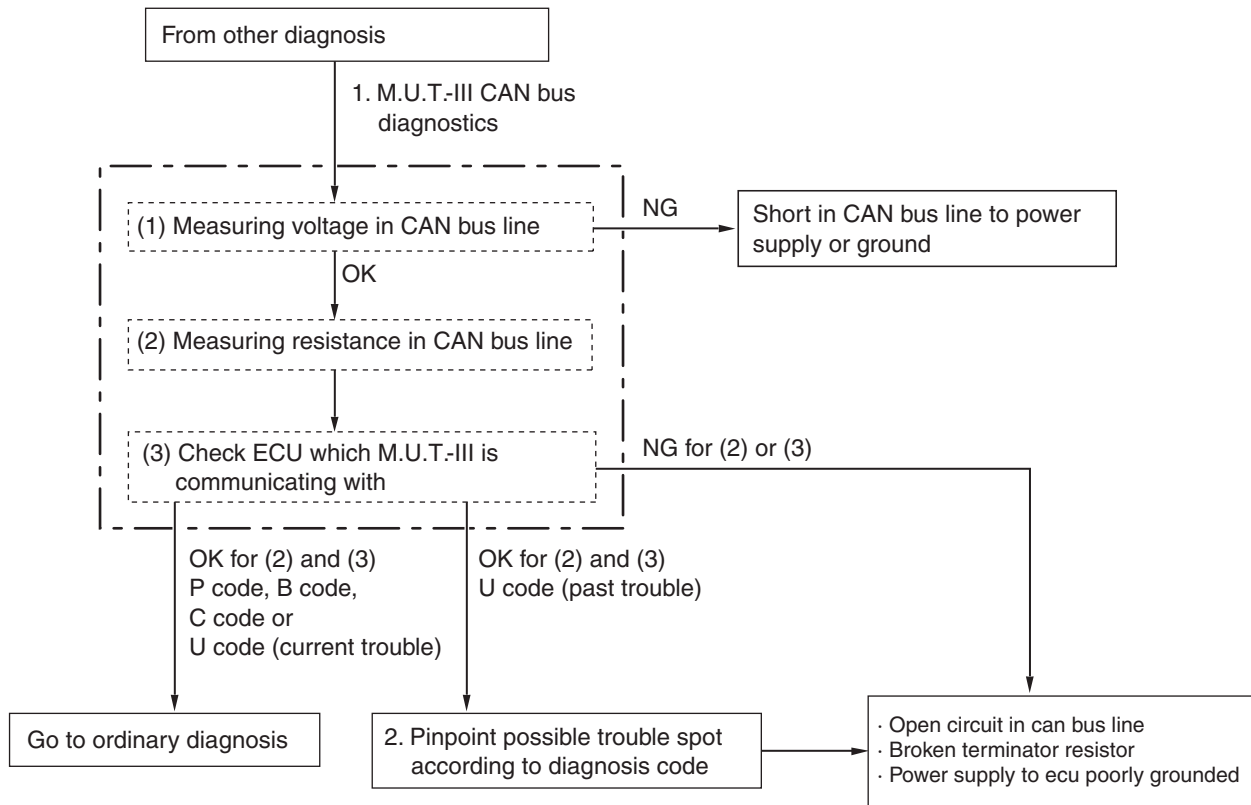 From other diagnosis
1. M.U.T.-III CAN bus
diagnostics
(1) Measuring voltage in CAN bus line
NG
Short in CAN bus line to power
supply or ground
OK
(2) Measuring resistance in CAN bus line
(3) Check ECU which M.U.T.-III is
communicating with
NG for (2) or (3)
OK for (2) and (3)
P code, B code,
C code or
U code (current trouble)
OK for (2) and (3)
U code (past trouble)
Go to ordinary diagnosis
2. Pinpoint possible trouble spot
according to diagnosis code
· Open circuit in can bus line
· Broken terminator resistor
· Power supply to ecu poorly grounded